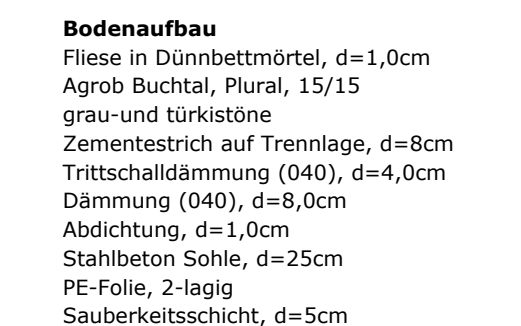 Bodenaufbau
Fliese in Dünnbettmörtel, d=1,0cm
Agrob Buchtal, Plural, 15/15
grau-und türkistöne
Zementestrich auf Trennlage, d=8cm
Trittschalldämmung (040), d=4,0cm
Dämmung (040), d=8,0cm
Abdichtung, d=1,0cm
Stahlbeton Sohle, d=25cm
PE-Folie, 2-lagig
Sauberkeitsschicht, d=5cm